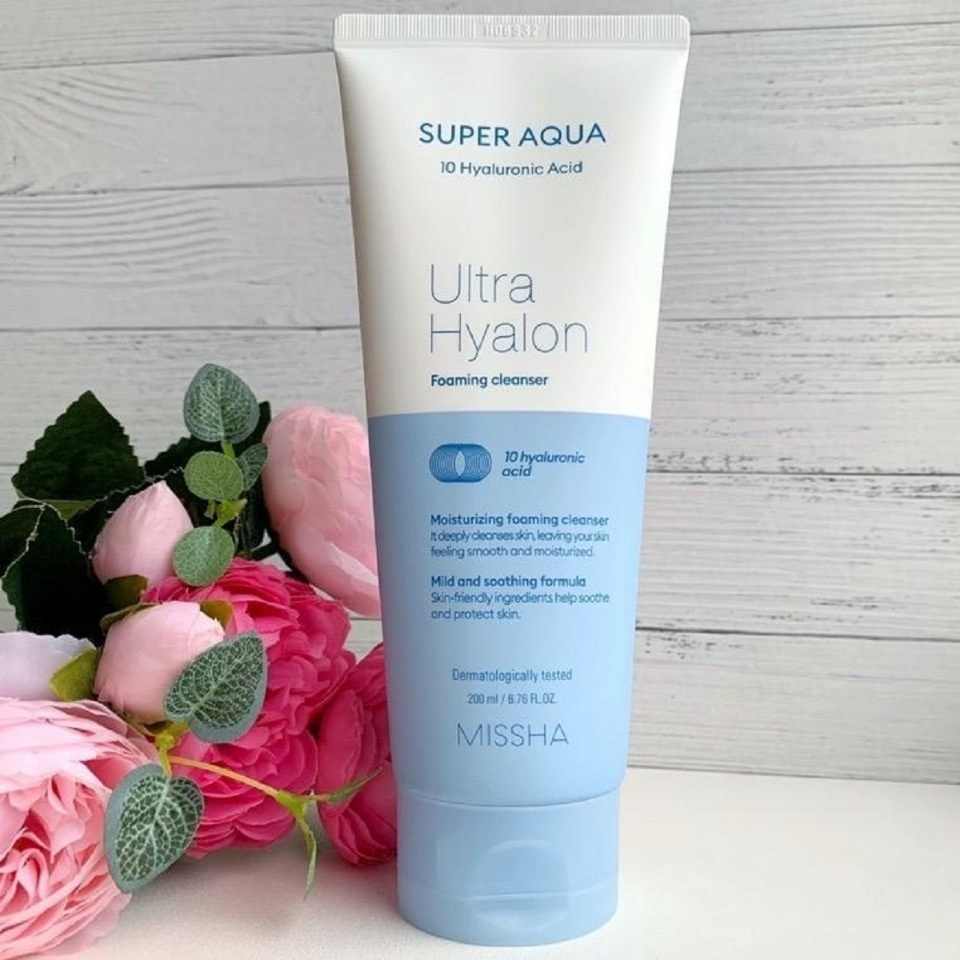 SUPER AQUA
10 Hyaluronic Acid
Ultra
Hyalon
Foaming cleanser
10 hyaluronic
acid
Moisturizing foaming cleanser
It deeply cleanses skin, leaving your skin
feeling smooth and moisturized.
Mild and soothing formula
Skin-friendly ingredients help soothe
and protect skin.
Dermatologically tested
200 ml / 6.76 FL.OZ.
MISSHA